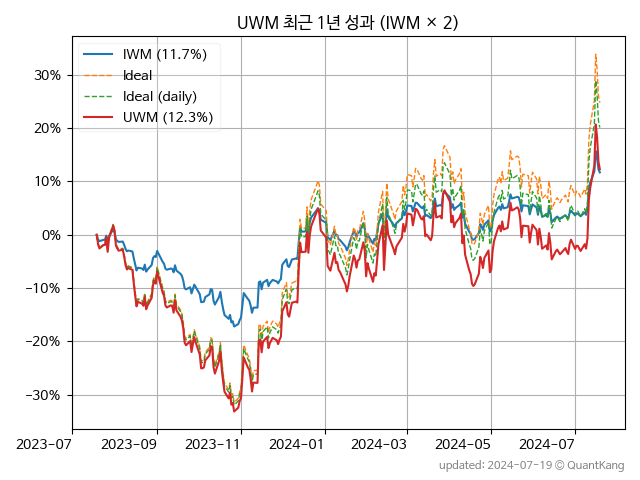 UWM 최근 1년 성과 (IWM × 2)
IWM (11.7%)
Ideal
Ideal (daily)
UWM (12.3%)
30%
20%
10%
0%
−10%
−20%
−30%
2023-07 2023-09 2023-11 2024-01 2024-03 2024-05 2024-07
updated: 2024-07-19 © QuantKang